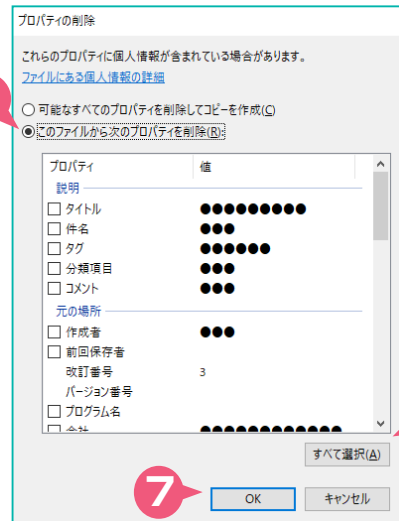 プロパティの削除
これらのプロパティに個人情報が含まれている場合があります。
ファイルにある個人情報の詳細
可能なすべてのプロパティを削除してコピーを作成(C)
このファイルから次のプロパティを削除(R):
プロパティ 値
説明
タイトル ●●●●●●●●●
件名 ●●●
タグ ●●●●●●
分類項目 ●●●
コメント ●●●
元の場所
作成者 ●●●
前回保存者
改訂番号 3
バージョン番号
プログラム名
会社 ●●●●●●●●●●●●
すべて選択(A)
7 OK キャンセル